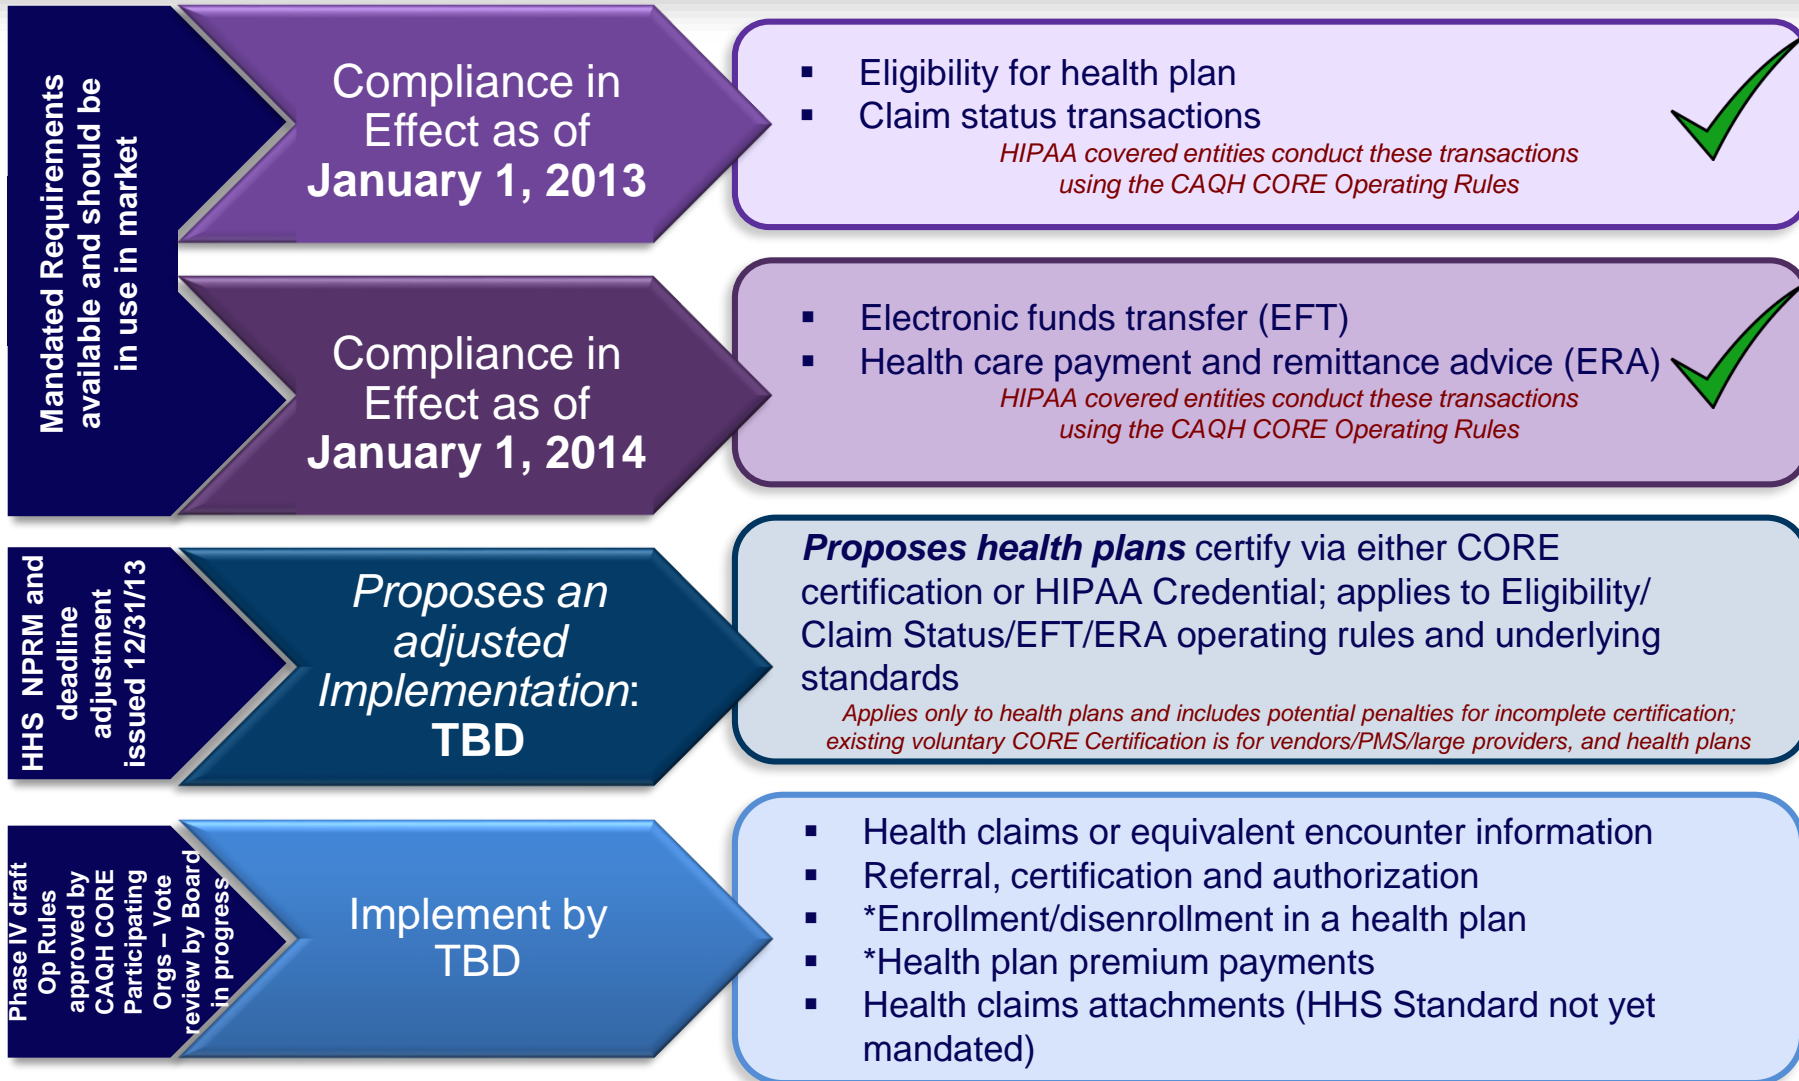 Mandated Requirements
available and should be
in use in market
Compliance in
Effect as of
January 1, 2013
▪ Eligibility for health plan
▪ Claim status transactions
HIPAA covered entities conduct these transactions
using the CAQH CORE Operating Rules
Compliance in
Effect as of
January 1, 2014
▪ Electronic funds transfer (EFT)
▪ Health care payment and remittance advice (ERA)
HIPAA covered entities conduct these transactions
using the CAQH CORE Operating Rules
HHS NPRM and
deadline
adjustment
issued 12/31/13
Proposes an
adjusted
Implementation:
TBD
Proposes health plans certify via either CORE
certification or HIPAA Credential; applies to Eligibility/
Claim Status/EFT/ERA operating rules and underlying
standards
Applies only to health plans and includes potential penalties for incomplete certification;
existing voluntary CORE Certification is for vendors/PMS/large providers, and health plans
Phase IV draft
Op Rules
approved by
CAQH CORE
Participating
Orgs – Vote
review by Board
in progress
Implement by
TBD
▪ Health claims or equivalent encounter information
▪ Referral, certification and authorization
▪ *Enrollment/disenrollment in a health plan
▪ *Health plan premium payments
▪ Health claims attachments (HHS Standard not yet
mandated)